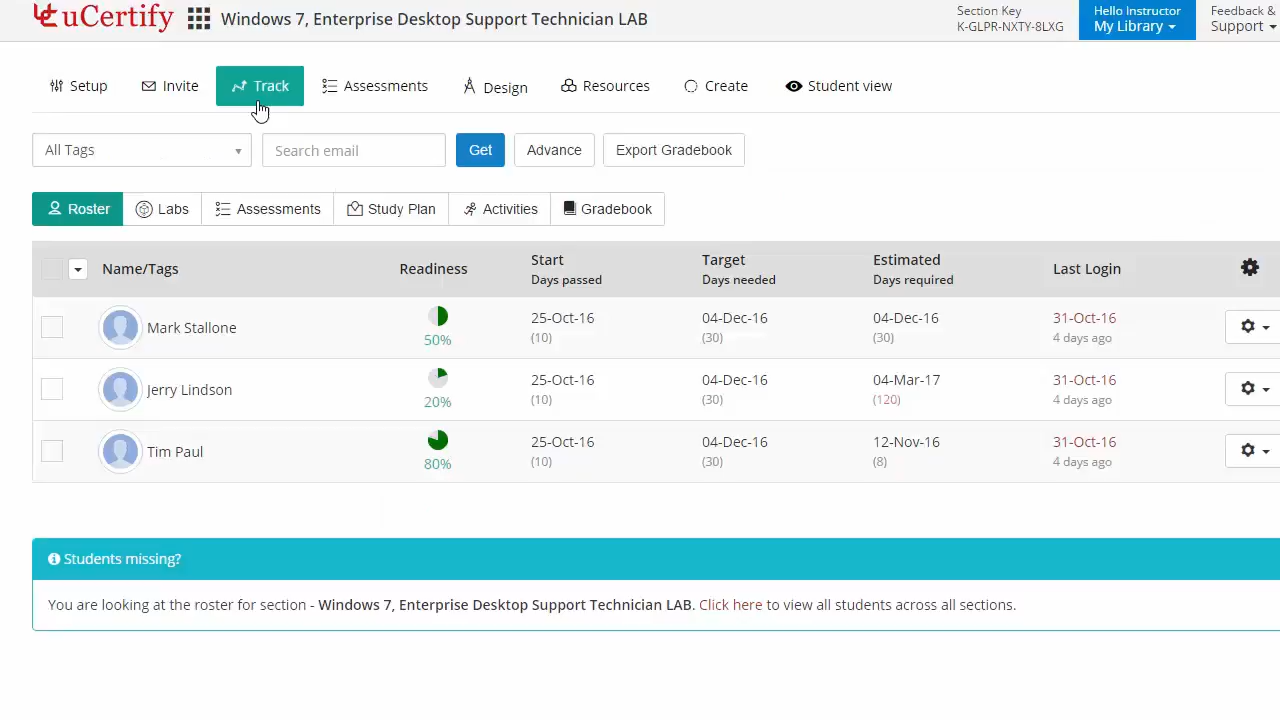 uCertify
Windows 7, Enterprise Desktop Support Technician LAB
Section Key
K-GLPR-NXTY-8LXG
Hello Instructor
My Library
Feedback &
Support
Setup
Invite
Track
Assessments
Design
Resources
Create
Student view
All Tags
Search email
Get
Advance
Export Gradebook
Roster
Labs
Assessments
Study Plan
Activities
Gradebook
Name/Tags
Readiness
Start
Days passed
Target
Days needed
Estimated
Days required
Last Login
Mark Stallone
50%
25-Oct-16
(10)
04-Dec-16
(30)
04-Dec-16
(30)
31-Oct-16
4 days ago
Jerry Lindson
20%
25-Oct-16
(10)
04-Dec-16
(30)
04-Mar-17
(120)
31-Oct-16
4 days ago
Tim Paul
80%
25-Oct-16
(10)
04-Dec-16
(30)
12-Nov-16
(8)
31-Oct-16
4 days ago
Students missing?
You are looking at the roster for section - Windows 7, Enterprise Desktop Support Technician LAB. Click here to view all students across all sections.